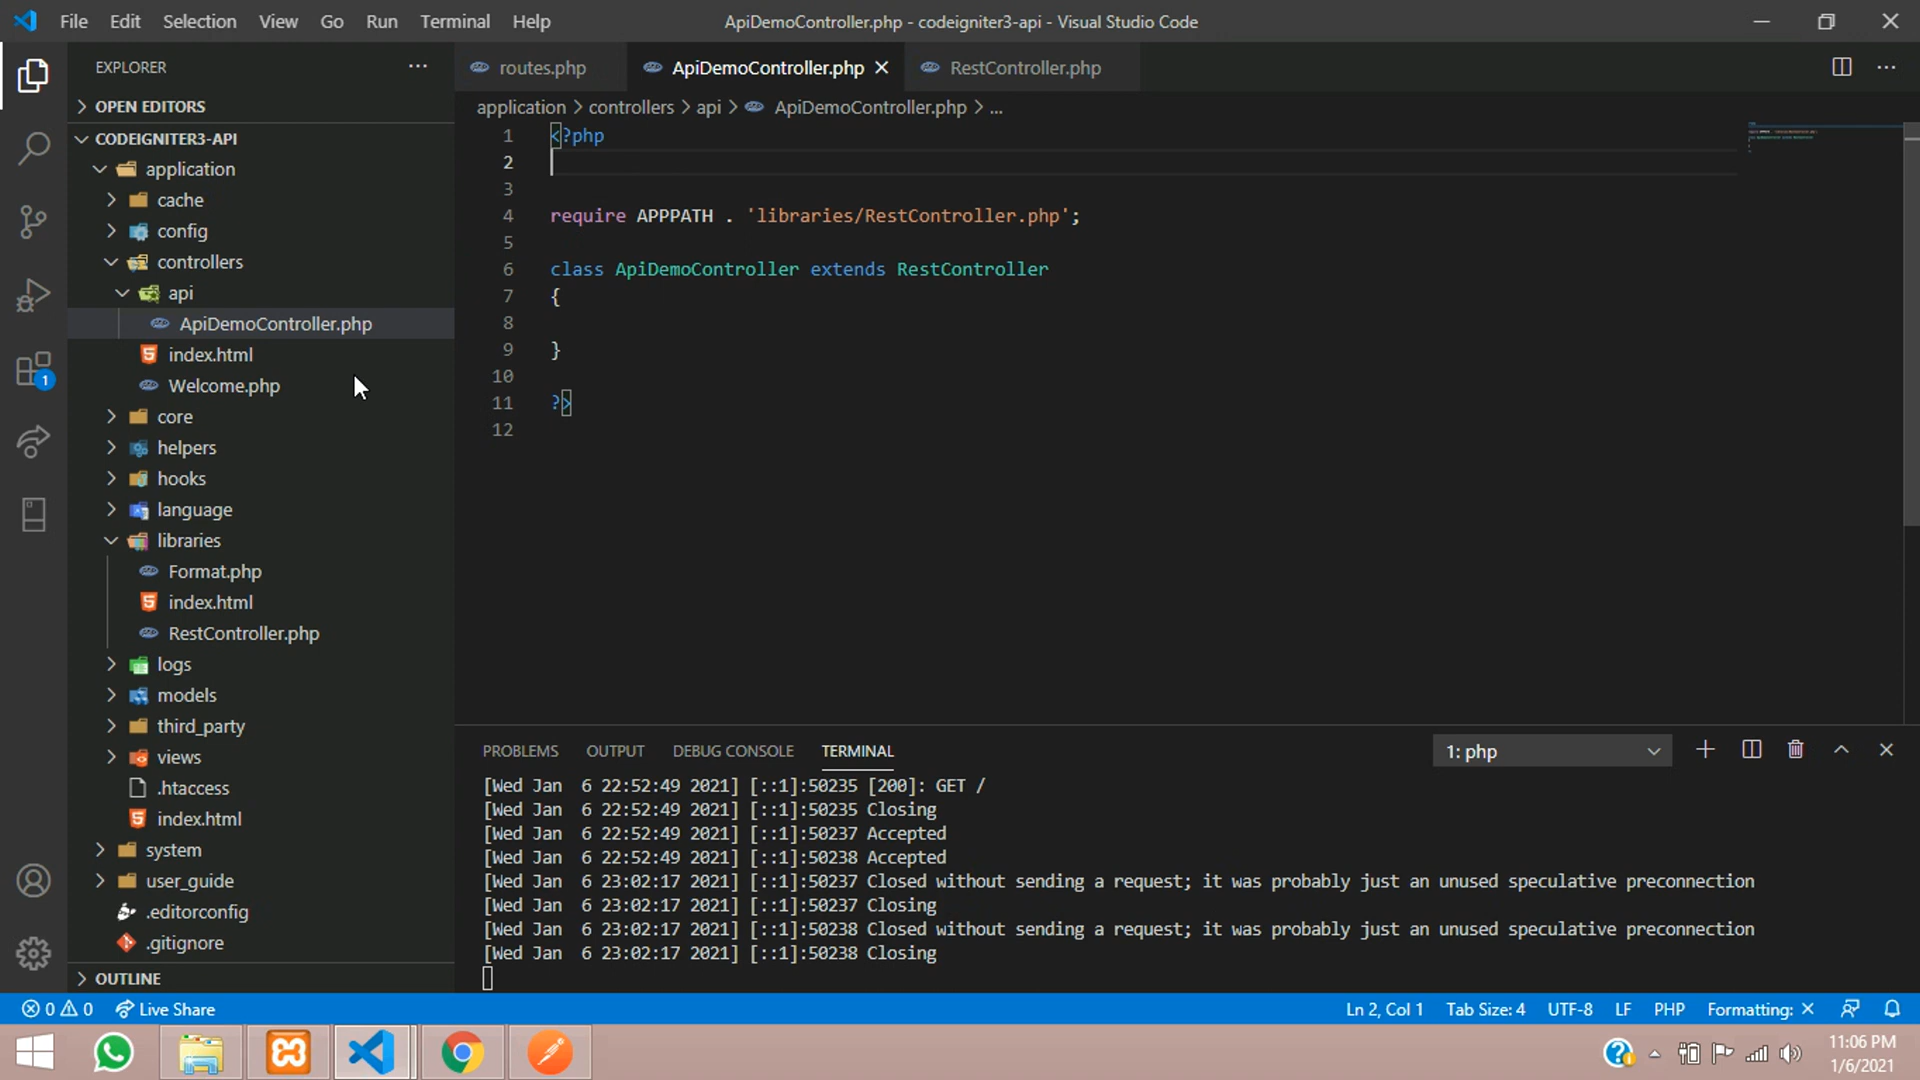 File Edit Selection View Go Run Terminal Help
ApiDemoController.php - codeigniter3-api - Visual Studio Code
EXPLORER
OPEN EDITORS
CODEIGNITER3-API
application
cache
config
controllers
api
ApiDemoController.php
index.html
Welcome.php
core
helpers
hooks
language
libraries
Format.php
index.html
RestController.php
logs
models
third_party
views
.htaccess
index.html
system
user_guide
.editorconfig
.gitignore
OUTLINE
1
routes.php ApiDemoController.php RestController.php
application > controllers > api > ApiDemoController.php > ...
1 <?php
2
3
4 require APPPATH . 'libraries/RestController.php';
5
6 class ApiDemoController extends RestController
7 {
8
9 }
10
11 ?>
12
PROBLEMS OUTPUT DEBUG CONSOLE TERMINAL
1: php
[Wed Jan  6 22:52:49 2021] [::1]:50235 [200]: GET /
[Wed Jan  6 22:52:49 2021] [::1]:50235 Closing
[Wed Jan  6 22:52:49 2021] [::1]:50237 Accepted
[Wed Jan  6 22:52:49 2021] [::1]:50238 Accepted
[Wed Jan  6 23:02:17 2021] [::1]:50237 Closed without sending a request; it was probably just an unused speculative preconnection
[Wed Jan  6 23:02:17 2021] [::1]:50237 Closing
[Wed Jan  6 23:02:17 2021] [::1]:50238 Closed without sending a request; it was probably just an unused speculative preconnection
[Wed Jan  6 23:02:17 2021] [::1]:50238 Closing
0 0 Live Share
Ln 2, Col 1 Tab Size: 4 UTF-8 LF PHP Formatting: ×
11:06 PM
1/6/2021